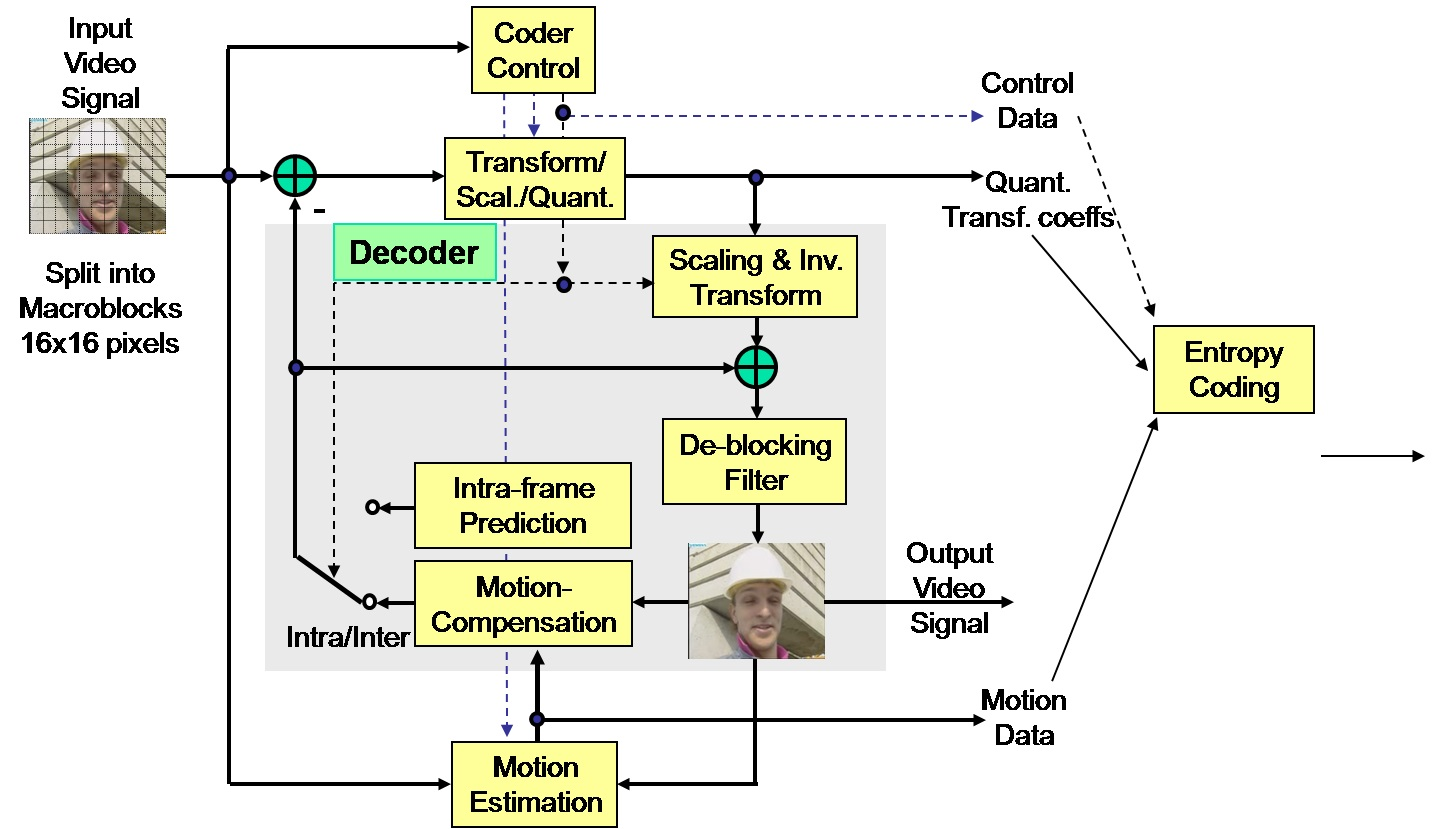 Input
Video
Signal
Coder
Control
Control
Data
Transform/
Scal./Quant.
Quant.
Transf. coeffs
-
Decoder
Split into
Macroblocks
16x16 pixels
Scaling & Inv.
Transform
Entropy
Coding
De-blocking
Filter
Intra-frame
Prediction
Motion-
Compensation
Intra/Inter
Output
Video
Signal
Motion
Data
Motion
Estimation